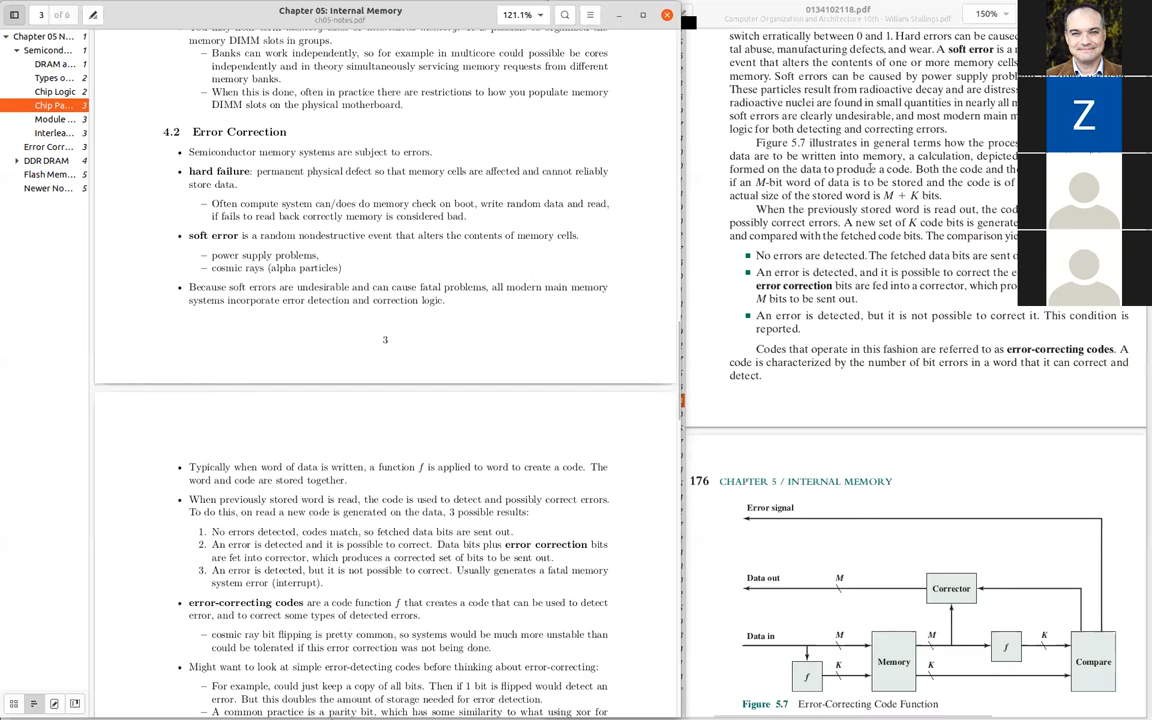 3 of 6
Chapter 05: Internal Memory
ch05-notes.pdf
121.1%
0134102118.pdf
Computer Organization and Architecture 10th - William Stallings.pdf
150%
Chapter 05 N... 1
Semicond... 1
DRAM a... 1
Types o... 2
Chip Logic 2
Chip Pa... 3
Module ... 3
Interlea... 3
Error Corr... 3
DDR DRAM 4
Flash Mem... 5
Newer No... 5
memory DIMM slots in groups.
– Banks can work independently, so for example in multicore could possible be cores
independently and in theory simultaneously servicing memory requests from different
memory banks.
– When this is done, often in practice there are restrictions to how you populate memory
DIMM slots on the physical motherboard.
4.2 Error Correction
• Semiconductor memory systems are subject to errors.
• hard failure: permanent physical defect so that memory cells are affected and cannot reliably
store data.
– Often compute system can/does do memory check on boot, write random data and read,
if fails to read back correctly memory is considered bad.
• soft error is a random nondestructive event that alters the contents of memory cells.
– power supply problems,
– cosmic rays (alpha particles)
• Because soft errors are undesirable and can cause fatal problems, all modern main memory
systems incorporate error detection and correction logic.
3
• Typically when word of data is written, a function f is applied to word to create a code. The
word and code are stored together.
• When previously stored word is read, the code is used to detect and possibly correct errors.
To do this, on read a new code is generated on the data, 3 possible results:
1. No errors detected, codes match, so fetched data bits are sent out.
2. An error is detected and it is possible to correct. Data bits plus error correction bits
are fet into corrector, which produces a corrected set of bits to be sent out.
3. An error is detected, but it is not possible to correct. Usually generates a fatal memory
system error (interrupt).
• error-correcting codes are a code function f that creates a code that can be used to detect
error, and to correct some types of detected errors.
– cosmic ray bit flipping is pretty common, so systems would be much more unstable than
could be tolerated if this error correction was not being done.
• Might want to look at simple error-detecting codes before thinking about error-correcting:
– For example, could just keep a copy of all bits. Then if 1 bit is flipped would detect an
error. But this doubles the amount of storage needed for error detection.
– A common practice is a parity bit, which has some similarity to what using xor for
switch erratically between 0 and 1. Hard errors can be caused
tal abuse, manufacturing defects, and wear. A soft error is a
event that alters the contents of one or more memory cells
memory. Soft errors can be caused by power supply
These particles result from radioactive decay and are distress
radioactive nuclei are found in small quantities in nearly all
soft errors are clearly undesirable, and most modern main
logic for both detecting and correcting errors.
Figure 5.7 illustrates in general terms how the
data are to be written into memory, a calculation, depicted
formed on the data to produce a code. Both the code and
if an M-bit word of data is to be stored and the code is of
actual size of the stored word is M + K bits.
When the previously stored word is read out, the
possibly correct errors. A new set of K code bits is
and compared with the fetched code bits. The comparison
■ No errors are detected. The fetched data bits are sent
■ An error is detected, and it is possible to correct the
error correction bits are fed into a corrector, which
M bits to be sent out.
■ An error is detected, but it is not possible to correct it. This condition is
reported.
Codes that operate in this fashion are referred to as error-correcting codes. A
code is characterized by the number of bit errors in a word that it can correct and
detect.
176 CHAPTER 5 / INTERNAL MEMORY
Error signal
Data out M Corrector
Data in M Memory M f K Compare
f K K
Figure 5.7 Error-Correcting Code Function
Z